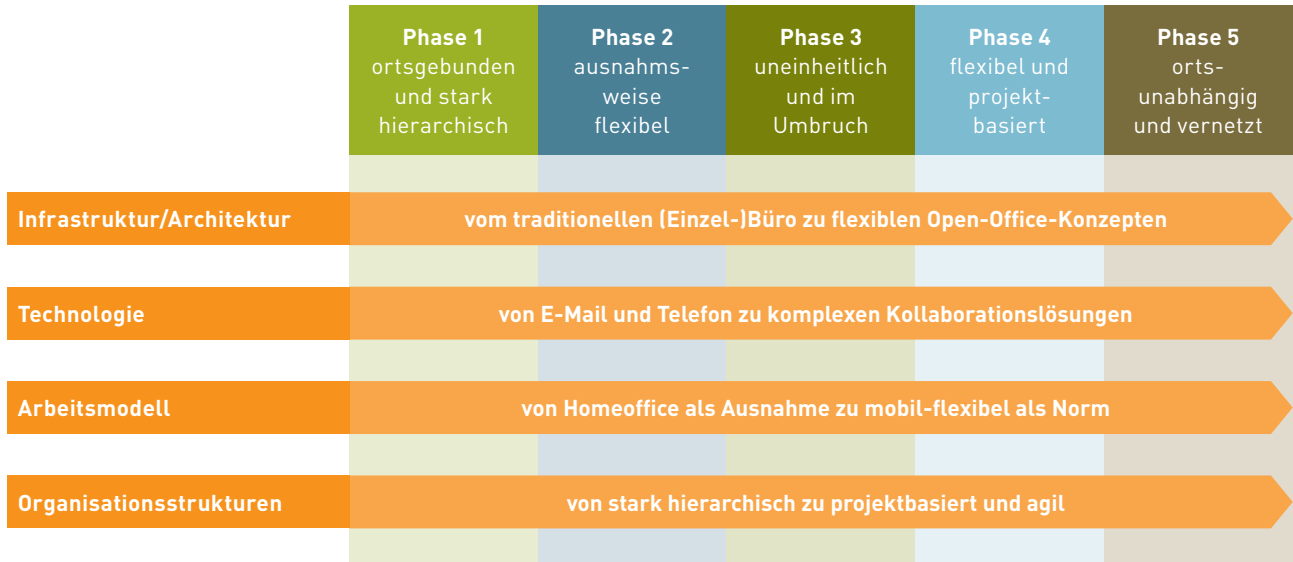 Phase 1
ortsgebunden
und stark
hierarchisch
Phase 2
ausnahms-
weise
flexibel
Phase 3
uneinheitlich
und im
Umbruch
Phase 4
flexibel und
projekt-
basiert
Phase 5
orts-
unabhängig
und vernetzt
Infrastruktur/Architektur
vom traditionellen (Einzel-)Büro zu flexiblen Open-Office-Konzepten
Technologie
von E-Mail und Telefon zu komplexen Kollaborationslösungen
Arbeitsmodell
von Homeoffice als Ausnahme zu mobil-flexibel als Norm
Organisationsstrukturen
von stark hierarchisch zu projektbasiert und agil